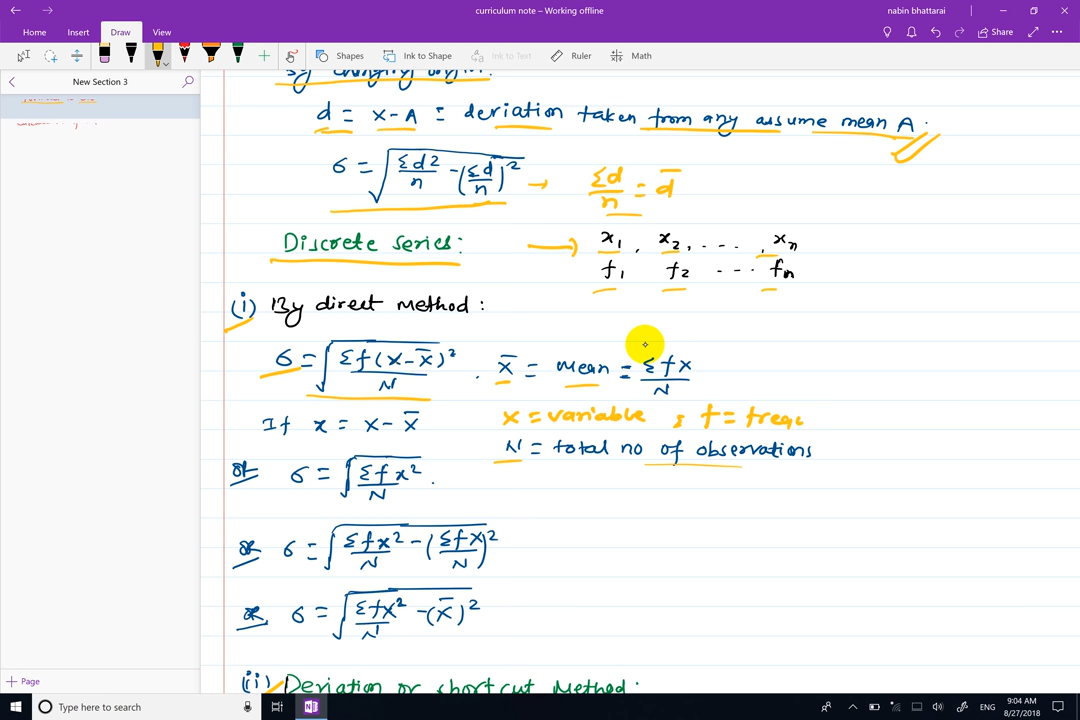 curriculum note – Working offline
nabin bhattarai
Home Insert Draw View
Share
Shapes Ink to Shape Ink to Text Ruler Math
New Section 3
By changing origin:
d = X-A = deviation taken from any assume mean A.
σ = √(Σd²/n - (Σd/n)²) → Σd/n = d̄
Discrete series: → x₁, x₂, ... , xₙ
f₁ f₂ ... fₙ
(i) By direct method:
σ = √(Σf(x-x̄)²/N) . x̄ = mean = Σfx/N
If x = X-X̄ x = variable & f = freq
N = total no of observations
or σ = √(Σfx²/N).
or σ = √(Σfx²/N - (Σfx/N)²)
or σ = √(Σfx²/N - (x̄)²)
(ii) Deviation or shortcut Method:
Page
Type here to search
ENG
9:04 AM
8/27/2018